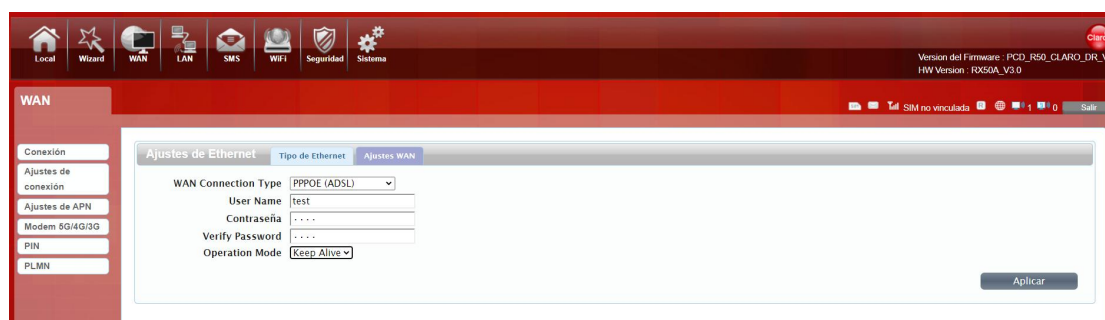 Local Wizard WAN LAN SMS WiFi Seguridad Sistema
Claro
Version del Firmware : PCD_R50_CLARO_DR_V
HW Version : RX50A_V3.0
WAN
SIM no vinculada 1 0 Salir
Conexión
Ajustes de
conexión
Ajustes de APN
Modem 5G/4G/3G
PIN
PLMN
Ajustes de Ethernet Tipo de Ethernet Ajustes WAN
WAN Connection Type PPPOE (ADSL)
User Name test
Contraseña ....
Verify Password ....
Operation Mode Keep Alive
Aplicar